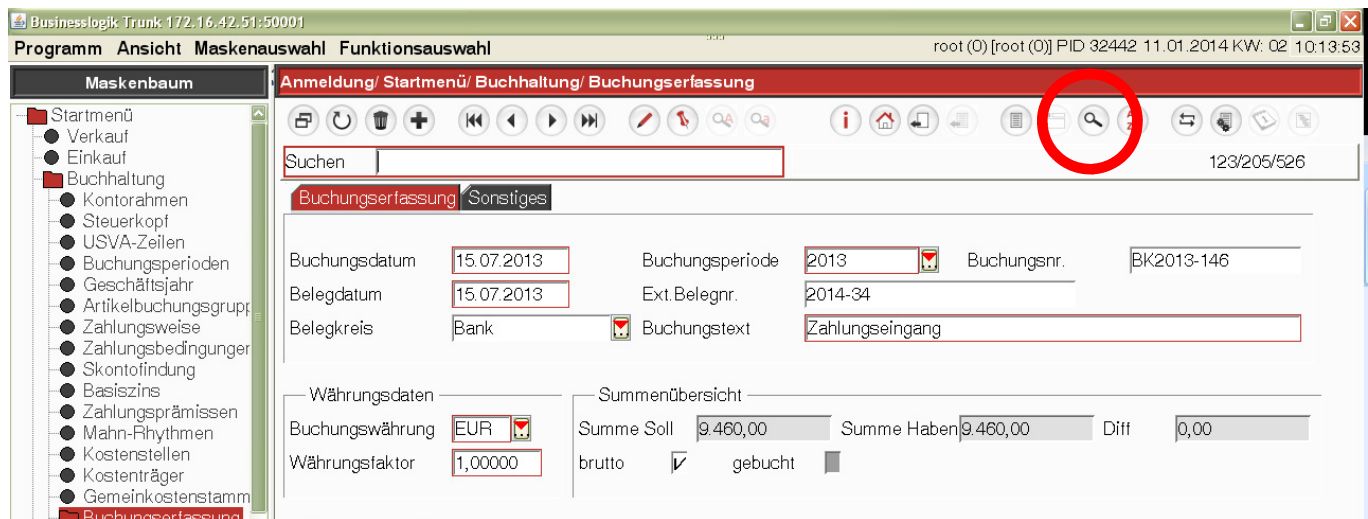 Businesslogik Trunk 172.16.42.51:50001
Programm Ansicht Maskenauswahl Funktionsauswahl root (0) [root (0)] PID 32442 11.01.2014 KW: 02 10:13:53
Maskenbaum
Anmeldung/ Startmenü/ Buchhaltung/ Buchungserfassung
Startmenü
Verkauf
Einkauf
Buchhaltung
Kontorahmen
Steuerkopf
USVA-Zeilen
Buchungsperioden
Geschäftsjahr
Artikelbuchungsgrupp
Zahlungsweise
Zahlungsbedingunger
Skontofindung
Basiszins
Zahlungsprämissen
Mahn-Rhythmen
Kostenstellen
Kostenträger
Gemeinkostenstamm
Buchungserfassung
Suchen 123/205/526
Buchungserfassung Sonstiges
Buchungsdatum 15.07.2013 Buchungsperiode 2013 Buchungsnr. BK2013-146
Belegdatum 15.07.2013 Ext.Belegnr. 2014-34
Belegkreis Bank Buchungstext Zahlungseingang
Währungsdaten Summenübersicht
Buchungswährung EUR Summe Soll 9.460,00 Summe Haben 9.460,00 Diff 0,00
Währungsfaktor 1,00000 brutto gebucht